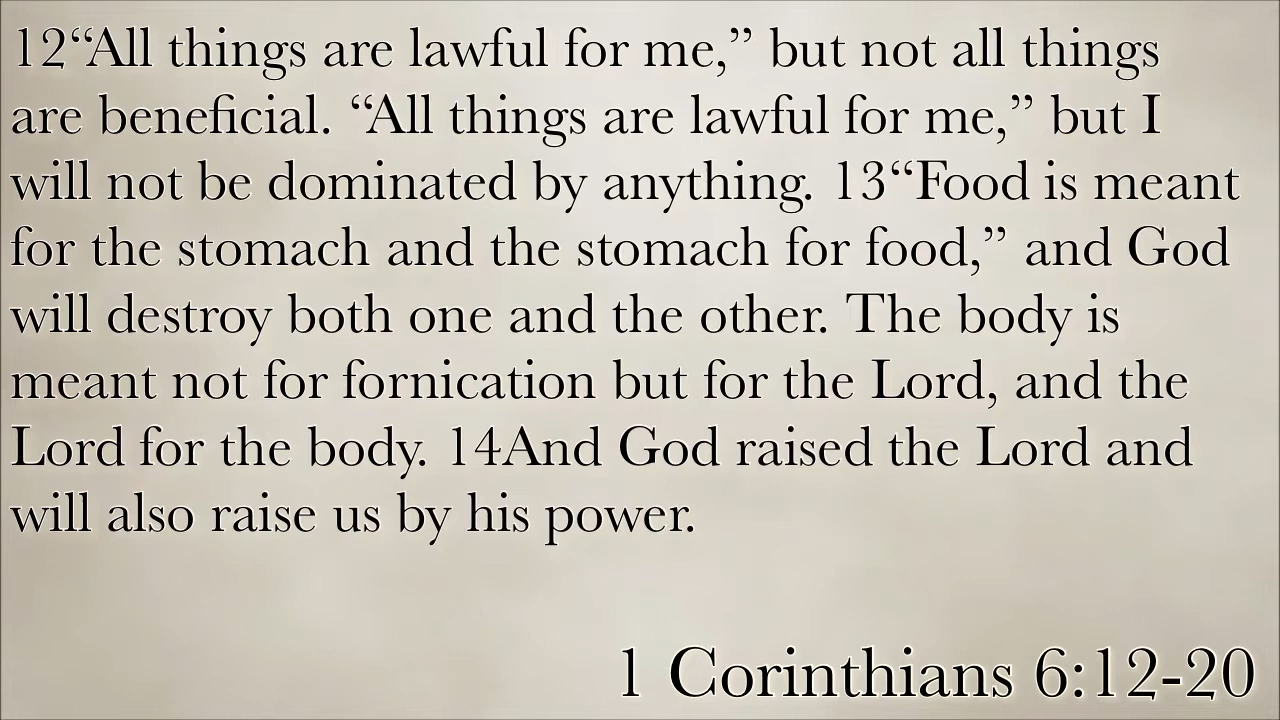 12“All things are lawful for me,” but not all things
are beneficial. “All things are lawful for me,” but I
will not be dominated by anything. 13“Food is meant
for the stomach and the stomach for food,” and God
will destroy both one and the other. The body is
meant not for fornication but for the Lord, and the
Lord for the body. 14And God raised the Lord and
will also raise us by his power.
1 Corinthians 6:12-20